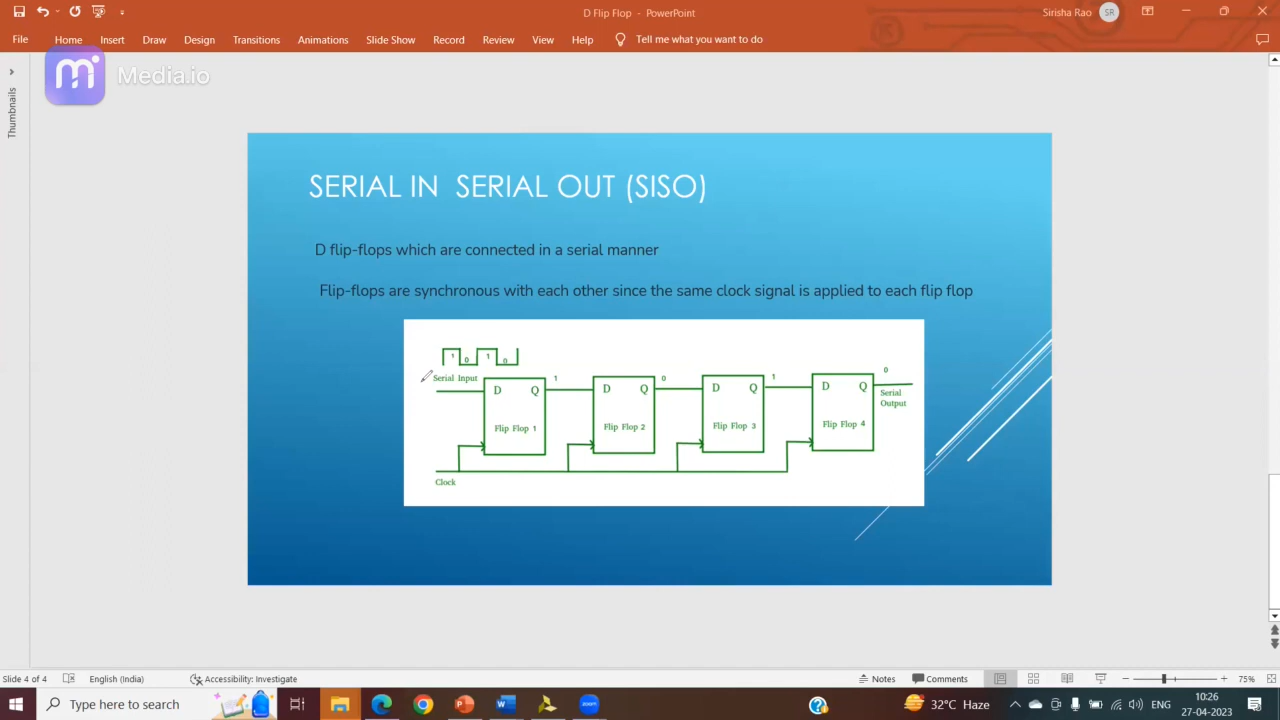 D Flip Flop - PowerPoint
Sirisha Rao SR
File Home Insert Draw Design Transitions Animations Slide Show Record Review View Help Tell me what you want to do
Media.io
Thumbnails
SERIAL IN SERIAL OUT (SISO)
D flip-flops which are connected in a serial manner
Flip-flops are synchronous with each other since the same clock signal is applied to each flip flop
1 0 1 0
Serial Input
1 0 1 0
D Q D Q D Q D Q
Serial
Output
Flip Flop 1 Flip Flop 2 Flip Flop 3 Flip Flop 4
Clock
Slide 4 of 4 English (India) Accessibility: Investigate Notes Comments 75%
Type here to search
32°C Haze ENG
10:26
27-04-2023